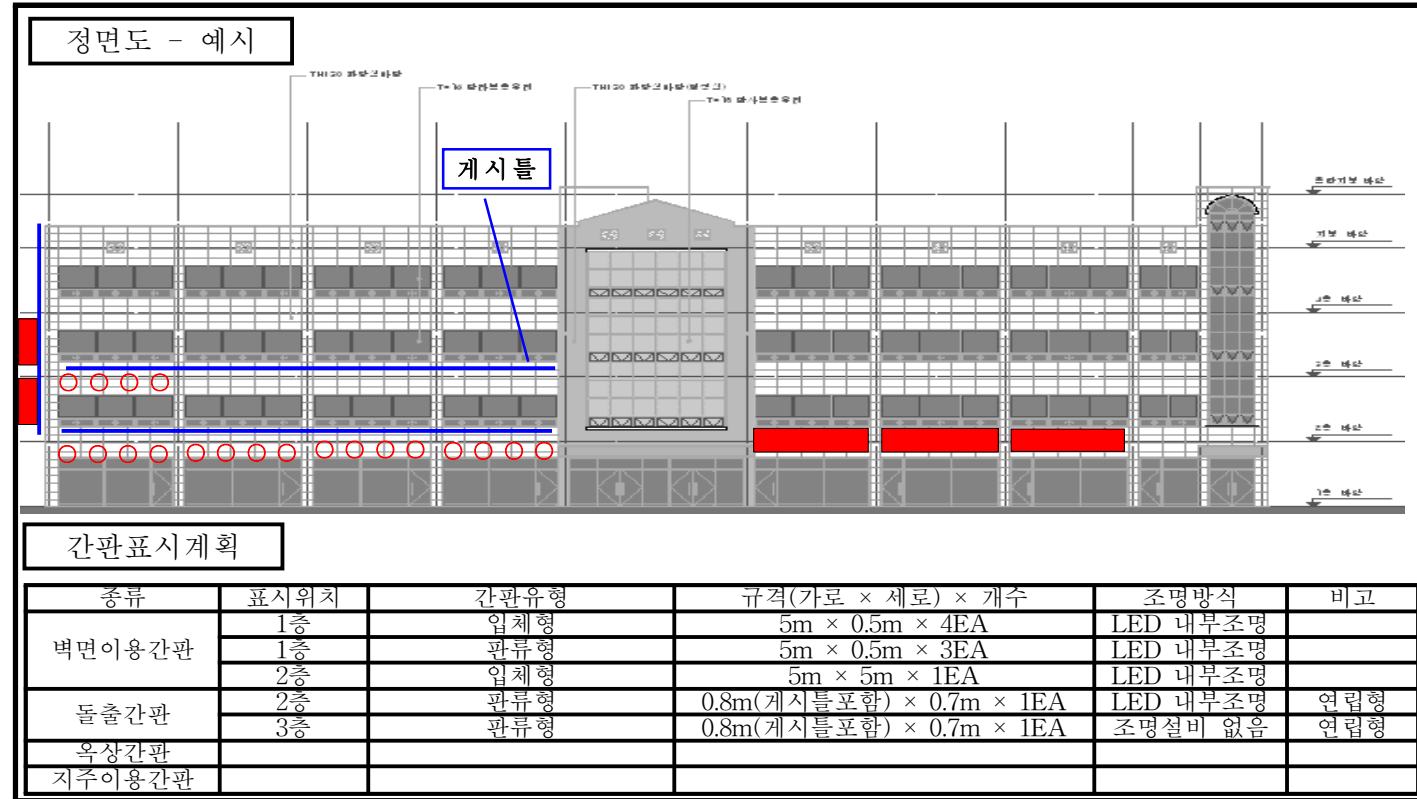 정면도 - 예시
게시틀
간판표시계획
종류 표시위치 간판유형 규격(가로 × 세로) × 개수 조명방식 비고
벽면이용간판 1층 입체형 5m × 0.5m × 4EA LED 내부조명
1층 판류형 5m × 0.5m × 3EA LED 내부조명
2층 입체형 5m × 5m × 1EA LED 내부조명
돌출간판 2층 판류형 0.8m(게시틀포함) × 0.7m × 1EA LED 내부조명 연립형
3층 판류형 0.8m(게시틀포함) × 0.7m × 1EA 조명설비 없음 연립형
옥상간판
지주이용간판